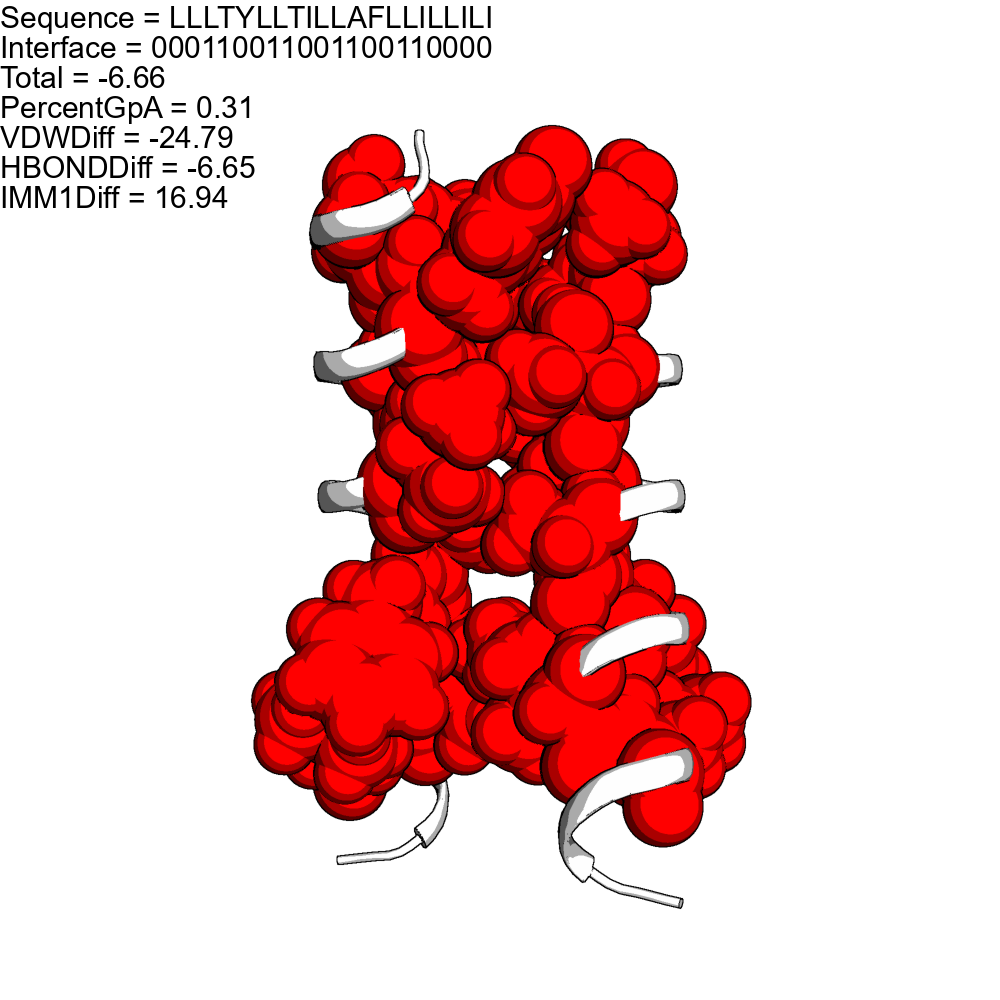 Sequence = LLLTYLLTILLAFLLILLILI
Interface = 000110011001100110000
Total = -6.66
PercentGpA = 0.31
VDWDiff = -24.79
HBONDDiff = -6.65
IMM1Diff = 16.94